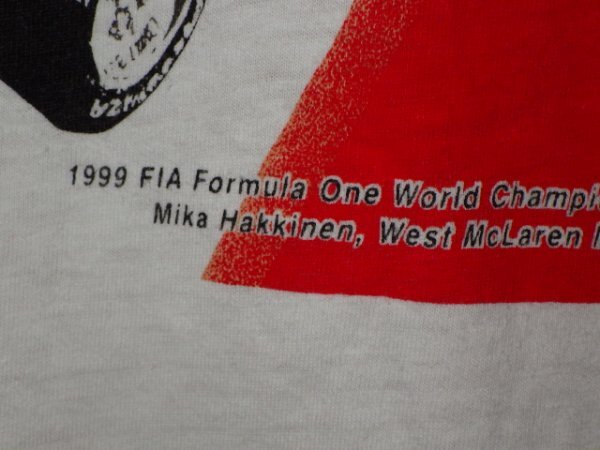 1999 FIA Formula One World Champi
Mika Hakkinen, West McLaren